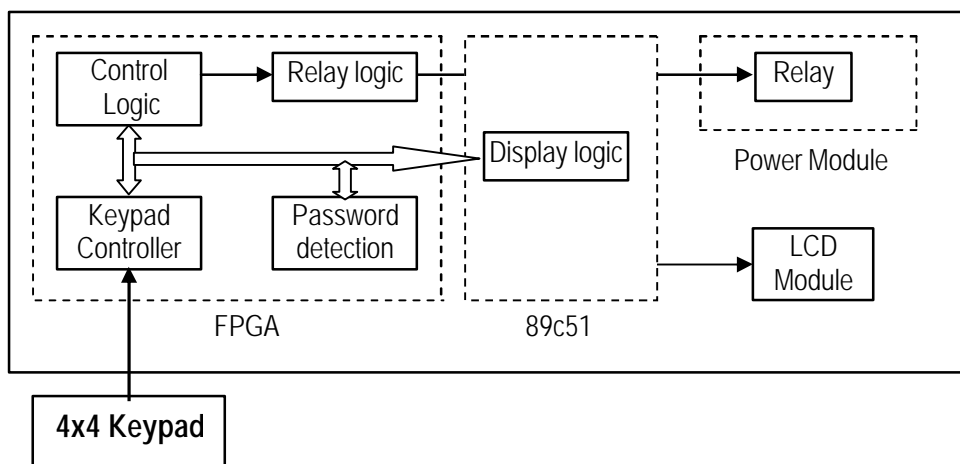 Control
Logic
Relay logic
Relay
Display logic
Power Module
Keypad
Controller
Password
detection
LCD
Module
FPGA
89c51
4x4 Keypad